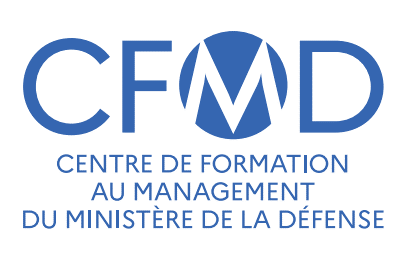 CFMD
CENTRE DE FORMATION
AU MANAGEMENT
DU MINISTÈRE DE LA DÉFENSE